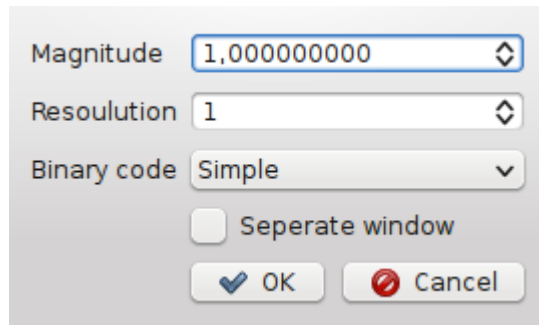 Magnitude 1,000000000
Resoulution 1
Binary code Simple
Seperate window
OK Cancel